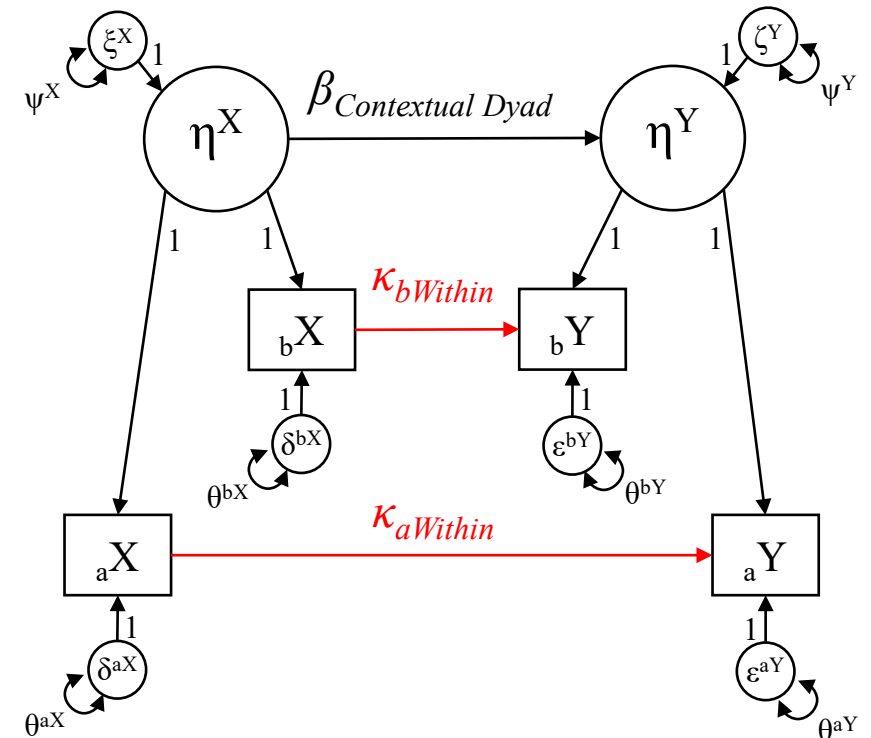 ξX
1
ψX
ηX
βContextual Dyad
ζY
1
ψY
ηY
1
1
1
1
κbWithin
bX
bY
1
δbX
θbX
1
εbY
θbY
κaWithin
aX
aY
1
δaX
θaX
1
εaY
θaY